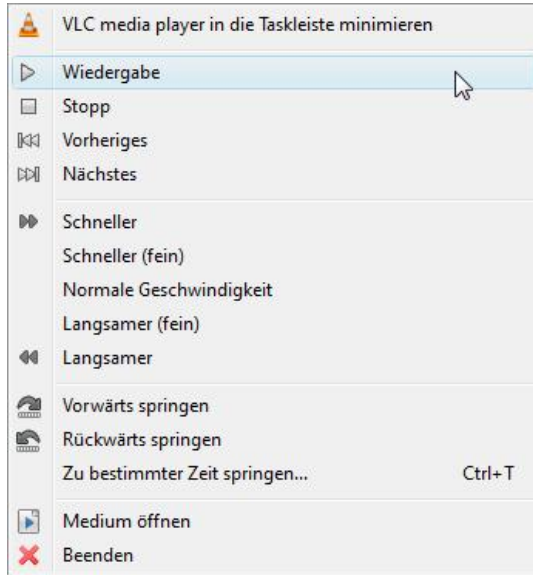 VLC media player in die Taskleiste minimieren
Wiedergabe
Stopp
Vorheriges
Nächstes
Schneller
Schneller (fein)
Normale Geschwindigkeit
Langsamer (fein)
Langsamer
Vorwärts springen
Rückwärts springen
Zu bestimmter Zeit springen... Ctrl+T
Medium öffnen
Beenden